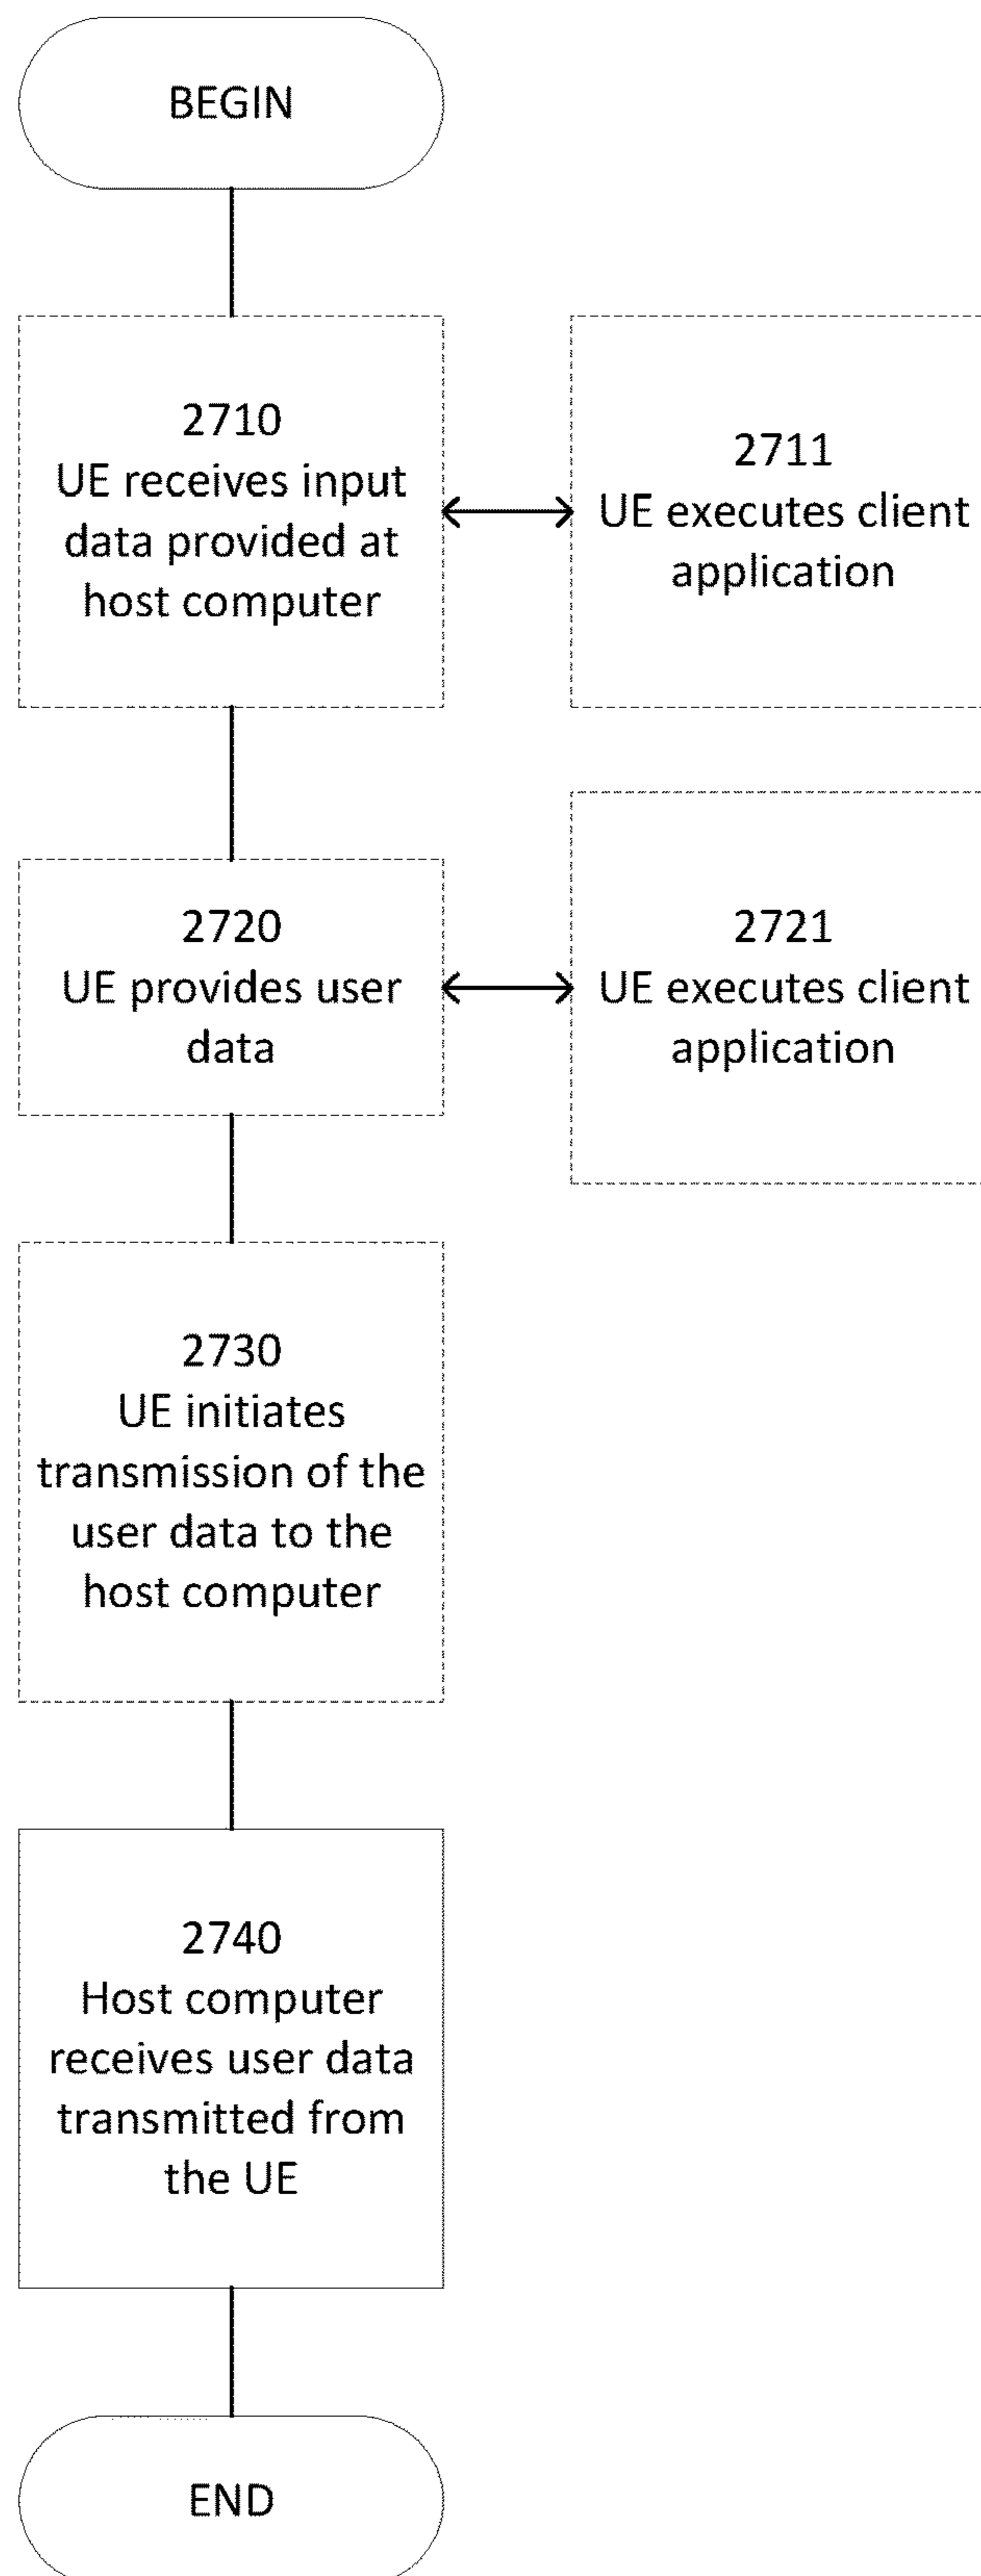 BEGIN
2710
UE receives input
data provided at
host computer
2711
UE executes client
application
2720
UE provides user
data
2721
UE executes client
application
2730
UE initiates
transmission of the
user data to the
host computer
2740
Host computer
receives user data
transmitted from
the UE
END